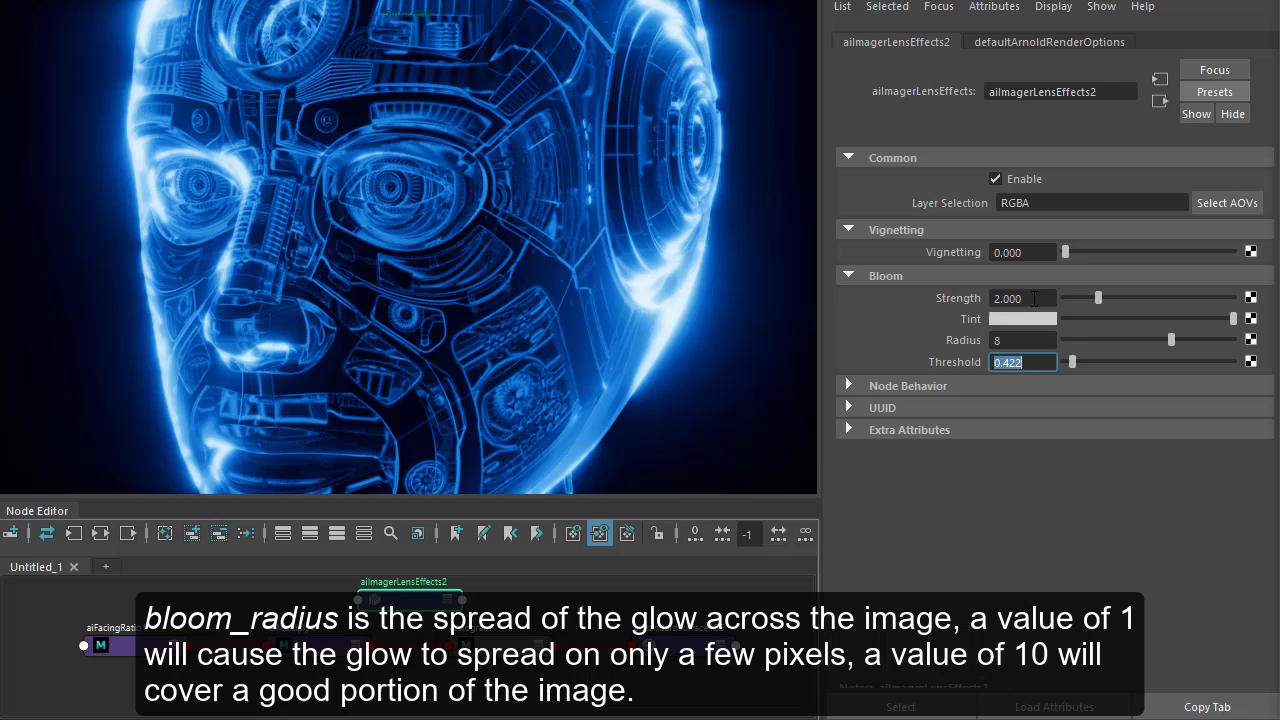 List Selected Focus Attributes Display Show Help
aiImagerLensEffects2 defaultArnoldRenderOptions
Focus
aiImagerLensEffects: aiImagerLensEffects2 Presets
Show Hide
Common
Enable
Layer Selection RGBA Select AOVs
Vignetting
Vignetting 0.000
Bloom
Strength 2.000
Tint
Radius 8
Threshold 0.422
Node Behavior
UUID
Extra Attributes
Node Editor
-1
Untitled_1
aiImagerLensEffects2
bloom_radius is the spread of the glow across the image, a value of 1
will cause the glow to spread on only a few pixels, a value of 10 will
cover a good portion of the image.
Select Load Attributes Copy Tab